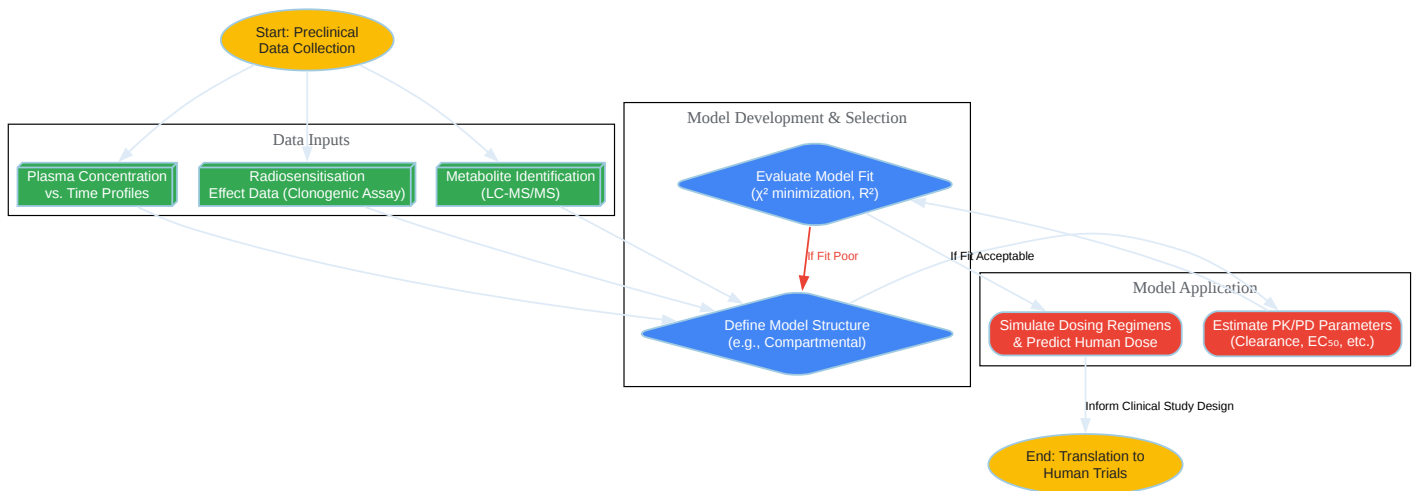 Start: Preclinical
Data Collection
Data Inputs
Plasma Concentration
vs. Time Profiles
Radiosensitisation
Effect Data (Clonogenic Assay)
Metabolite Identification
(LC-MS/MS)
Model Development & Selection
Evaluate Model Fit
(χ² minimization, R²)
If Fit Poor
If Fit Acceptable
Define Model Structure
(e.g., Compartmental)
Model Application
Simulate Dosing Regimens
& Predict Human Dose
Estimate PK/PD Parameters
(Clearance, EC₅₀, etc.)
Inform Clinical Study Design
End: Translation to
Human Trials